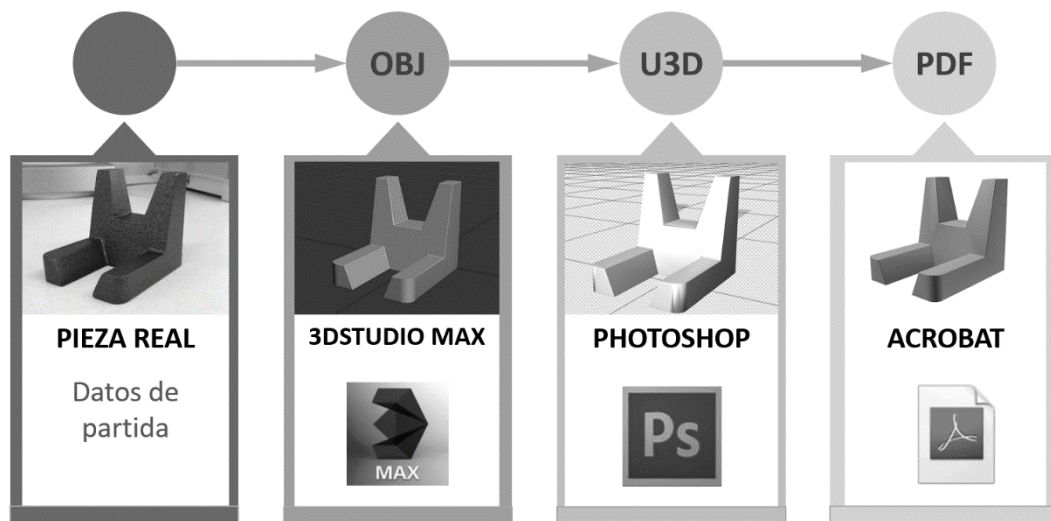 OBJ
U3D
PDF
PIEZA REAL
3DSTUDIO MAX
PHOTOSHOP
ACROBAT
Datos de
partida
MAX
Ps